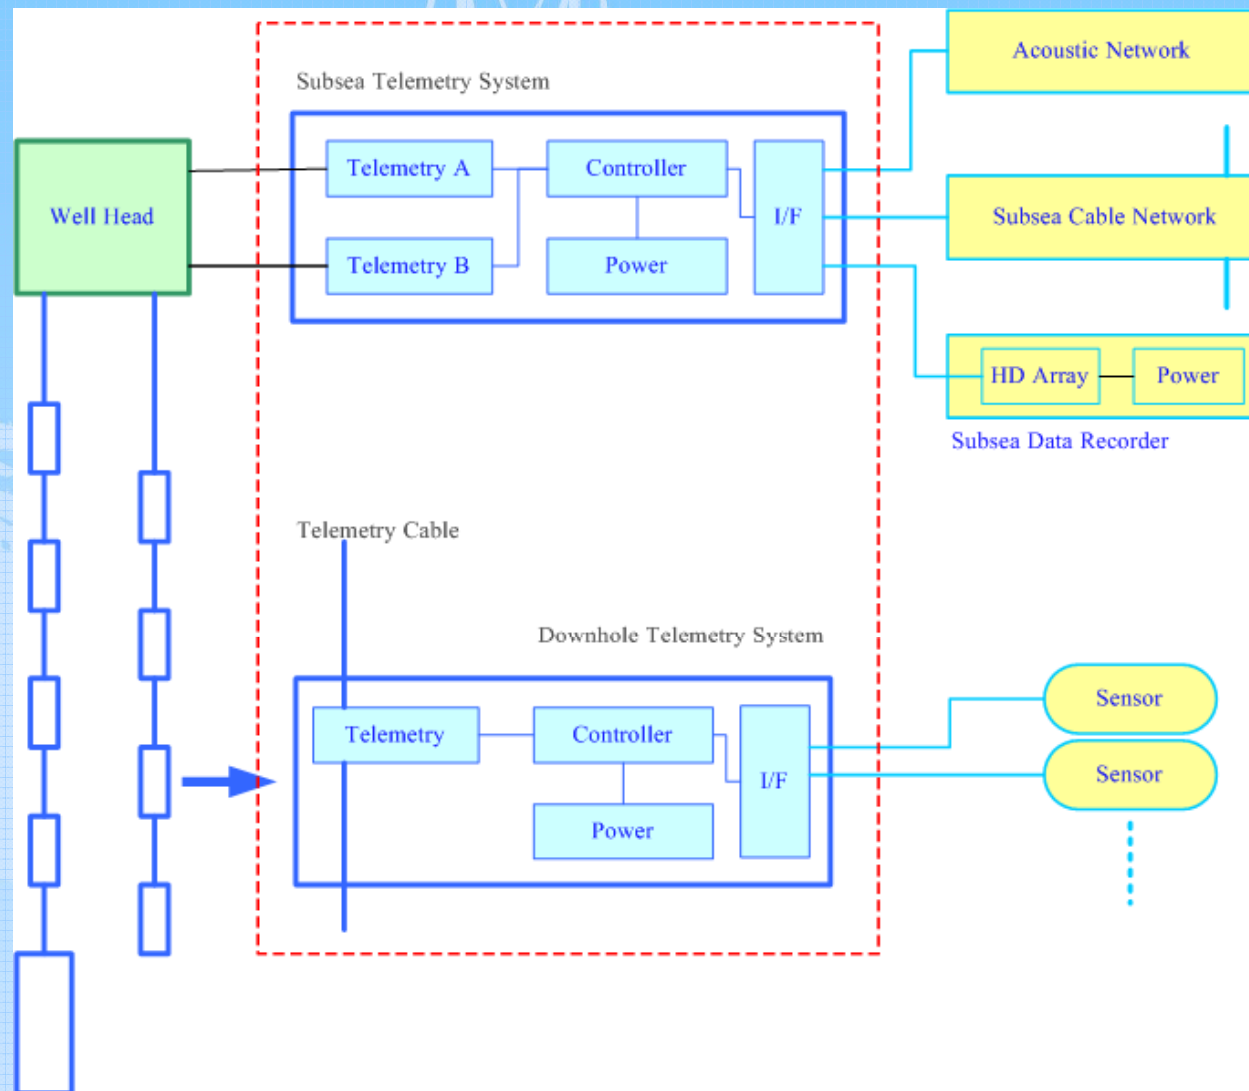 Subsea Telemetry System
Acoustic Network
Well Head
Telemetry A
Controller
I/F
Telemetry B
Power
Subsea Cable Network
HD Array
Power
Subsea Data Recorder
Telemetry Cable
Downhole Telemetry System
Telemetry
Controller
I/F
Power
Sensor
Sensor